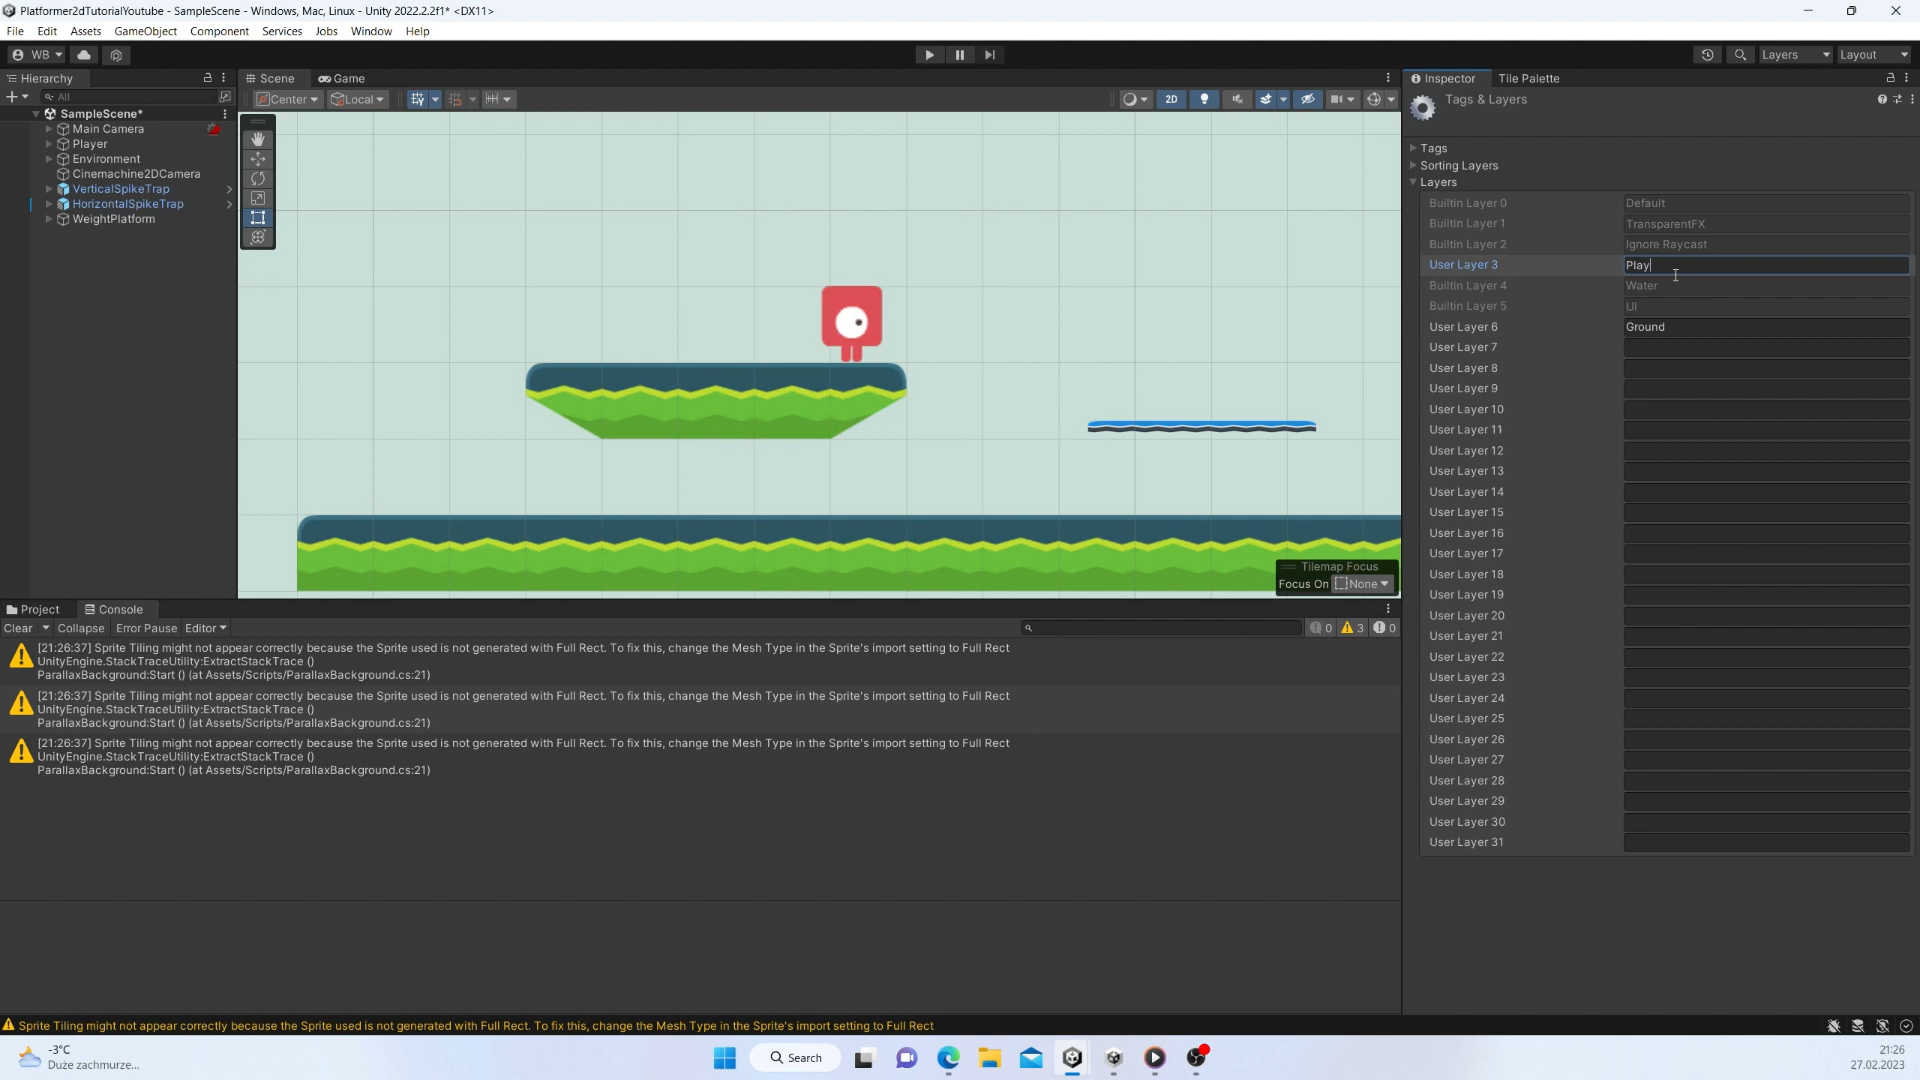 Platformer2dTutorialYoutube - SampleScene - Windows, Mac, Linux - Unity 2022.2.2f1* <DX11>
File Edit Assets GameObject Component Services Jobs Window Help
WB Layers Layout
Hierarchy
All
SampleScene*
Main Camera
Player
Environment
Cinemachine2DCamera
VerticalSpikeTrap
HorizontalSpikeTrap
WeightPlatform
Scene Game
Center Local 2D
Tilemap Focus
Focus On None
Project Console
Clear Collapse Error Pause Editor 0 3 0
[21:26:37] Sprite Tiling might not appear correctly because the Sprite used is not generated with Full Rect. To fix this, change the Mesh Type in the Sprite's import setting to Full Rect
UnityEngine.StackTraceUtility:ExtractStackTrace ()
ParallaxBackground:Start () (at Assets/Scripts/ParallaxBackground.cs:21)
[21:26:37] Sprite Tiling might not appear correctly because the Sprite used is not generated with Full Rect. To fix this, change the Mesh Type in the Sprite's import setting to Full Rect
UnityEngine.StackTraceUtility:ExtractStackTrace ()
ParallaxBackground:Start () (at Assets/Scripts/ParallaxBackground.cs:21)
[21:26:37] Sprite Tiling might not appear correctly because the Sprite used is not generated with Full Rect. To fix this, change the Mesh Type in the Sprite's import setting to Full Rect
UnityEngine.StackTraceUtility:ExtractStackTrace ()
ParallaxBackground:Start () (at Assets/Scripts/ParallaxBackground.cs:21)
Inspector Tile Palette
Tags & Layers
Tags
Sorting Layers
Layers
Builtin Layer 0 Default
Builtin Layer 1 TransparentFX
Builtin Layer 2 Ignore Raycast
User Layer 3 Play
Builtin Layer 4 Water
Builtin Layer 5 UI
User Layer 6 Ground
User Layer 7
User Layer 8
User Layer 9
User Layer 10
User Layer 11
User Layer 12
User Layer 13
User Layer 14
User Layer 15
User Layer 16
User Layer 17
User Layer 18
User Layer 19
User Layer 20
User Layer 21
User Layer 22
User Layer 23
User Layer 24
User Layer 25
User Layer 26
User Layer 27
User Layer 28
User Layer 29
User Layer 30
User Layer 31
Sprite Tiling might not appear correctly because the Sprite used is not generated with Full Rect. To fix this, change the Mesh Type in the Sprite's import setting to Full Rect
-3°C
Duże zachmurze...
Search
21:26
27.02.2023